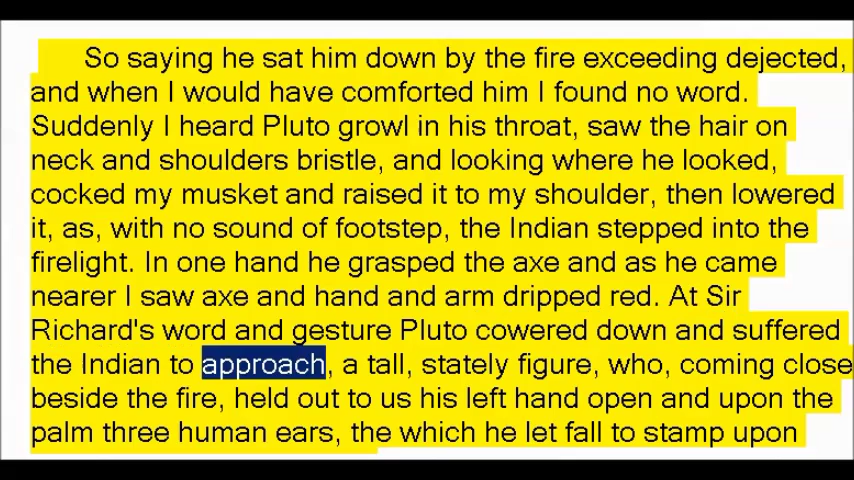 So saying he sat him down by the fire exceeding dejected,
and when I would have comforted him I found no word.
Suddenly I heard Pluto growl in his throat, saw the hair on
neck and shoulders bristle, and looking where he looked,
cocked my musket and raised it to my shoulder, then lowered
it, as, with no sound of footstep, the Indian stepped into the
firelight. In one hand he grasped the axe and as he came
nearer I saw axe and hand and arm dripped red. At Sir
Richard's word and gesture Pluto cowered down and suffered
the Indian to approach, a tall, stately figure, who, coming close
beside the fire, held out to us his left hand open and upon the
palm three human ears, the which he let fall to stamp upon